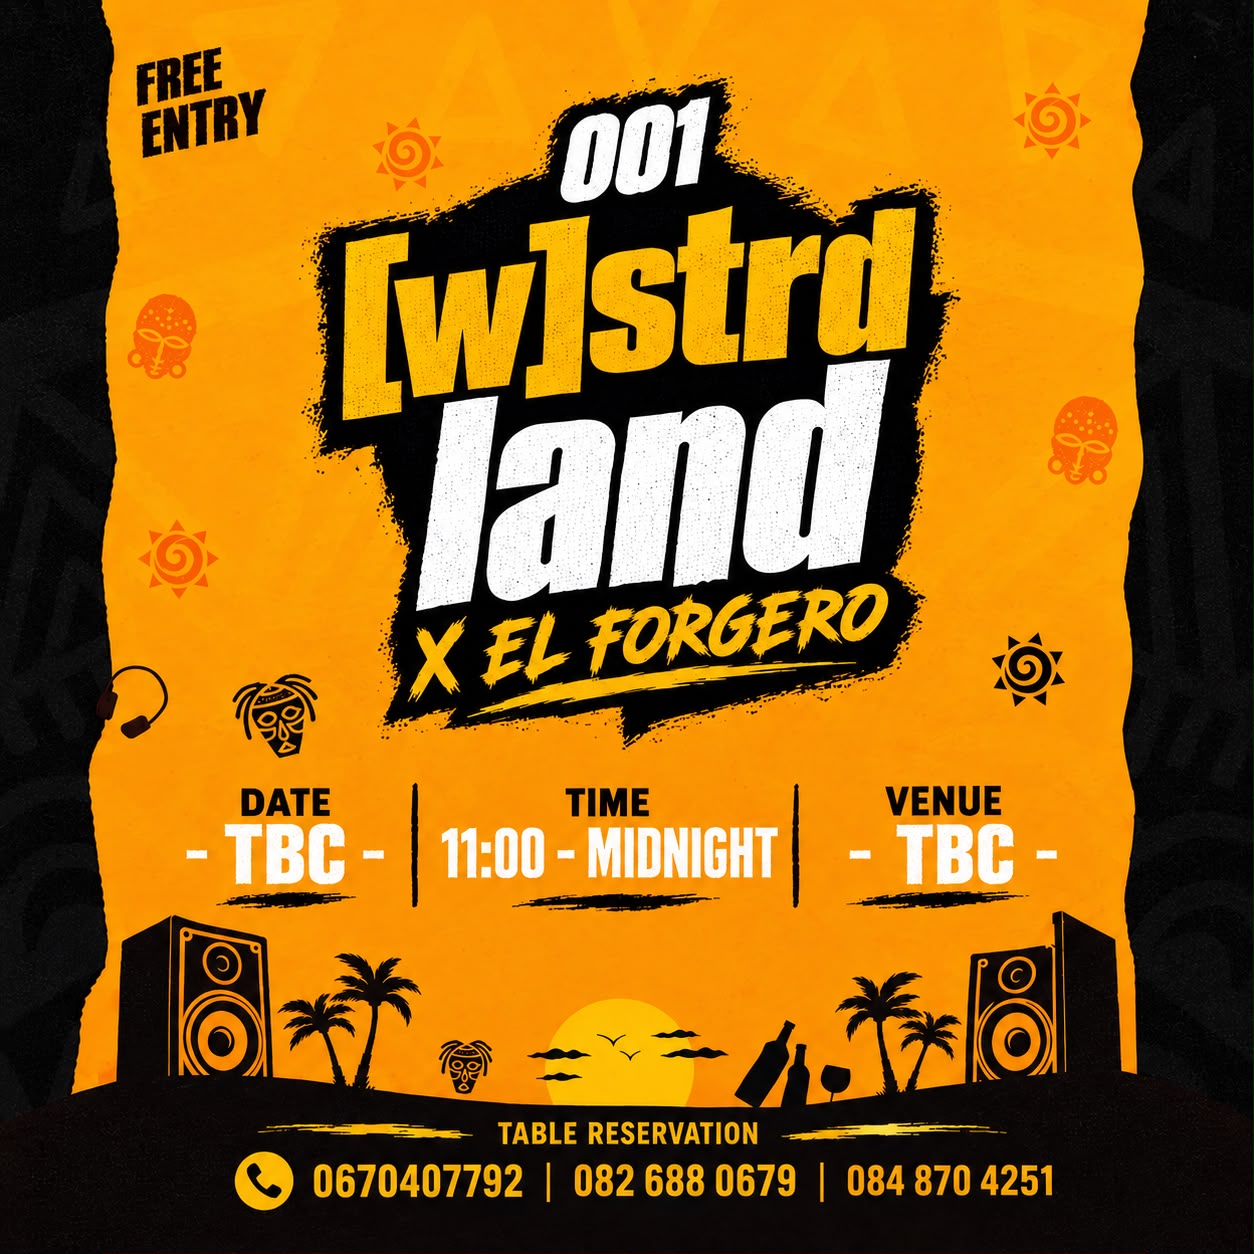 FREE
ENTRY
001
[w]strd
land
X EL FORGERO
DATE
- TBC -
TIME
11:00 - MIDNIGHT
VENUE
- TBC -
TABLE RESERVATION
0670407792 | 082 688 0679 | 084 870 4251